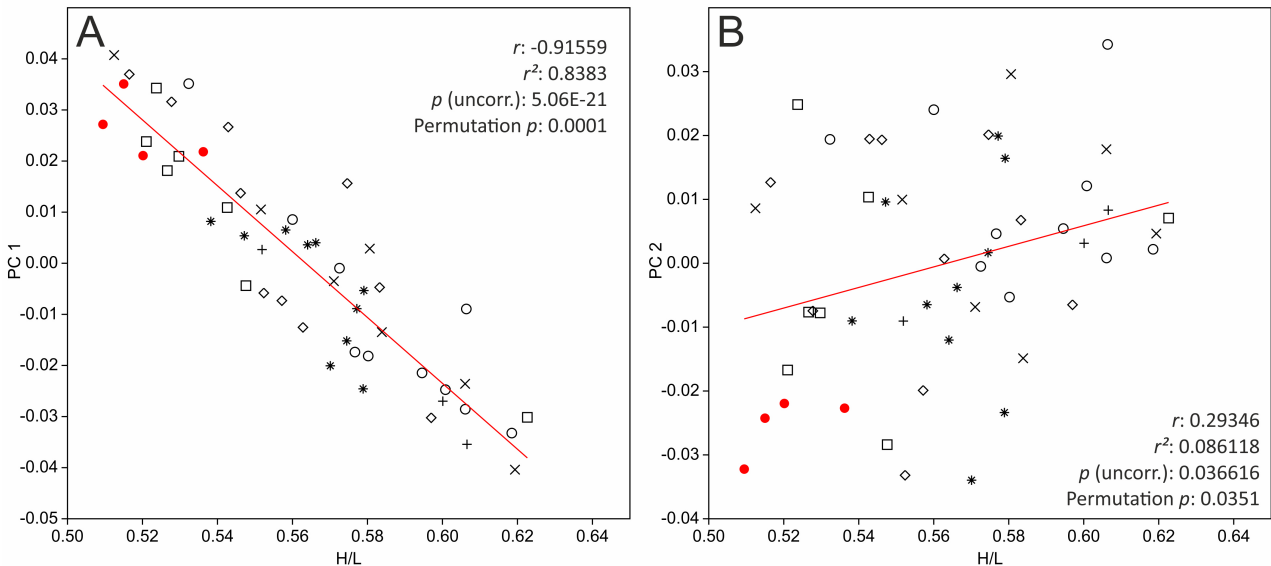 A
r: -0.91559
r²: 0.8383
p (uncorr.): 5.06E-21
Permutation p: 0.0001
0.04
0.03
0.02
0.01
0.00
-0.01
-0.02
-0.03
-0.04
-0.05
PC 1
0.50 0.52 0.54 0.56 0.58 0.60 0.62 0.64
H/L
B
0.03
0.02
0.01
0.00
-0.01
-0.02
-0.03
-0.04
PC 2
r: 0.29346
r²: 0.086118
p (uncorr.): 0.036616
Permutation p: 0.0351
0.50 0.52 0.54 0.56 0.58 0.60 0.62 0.64
H/L